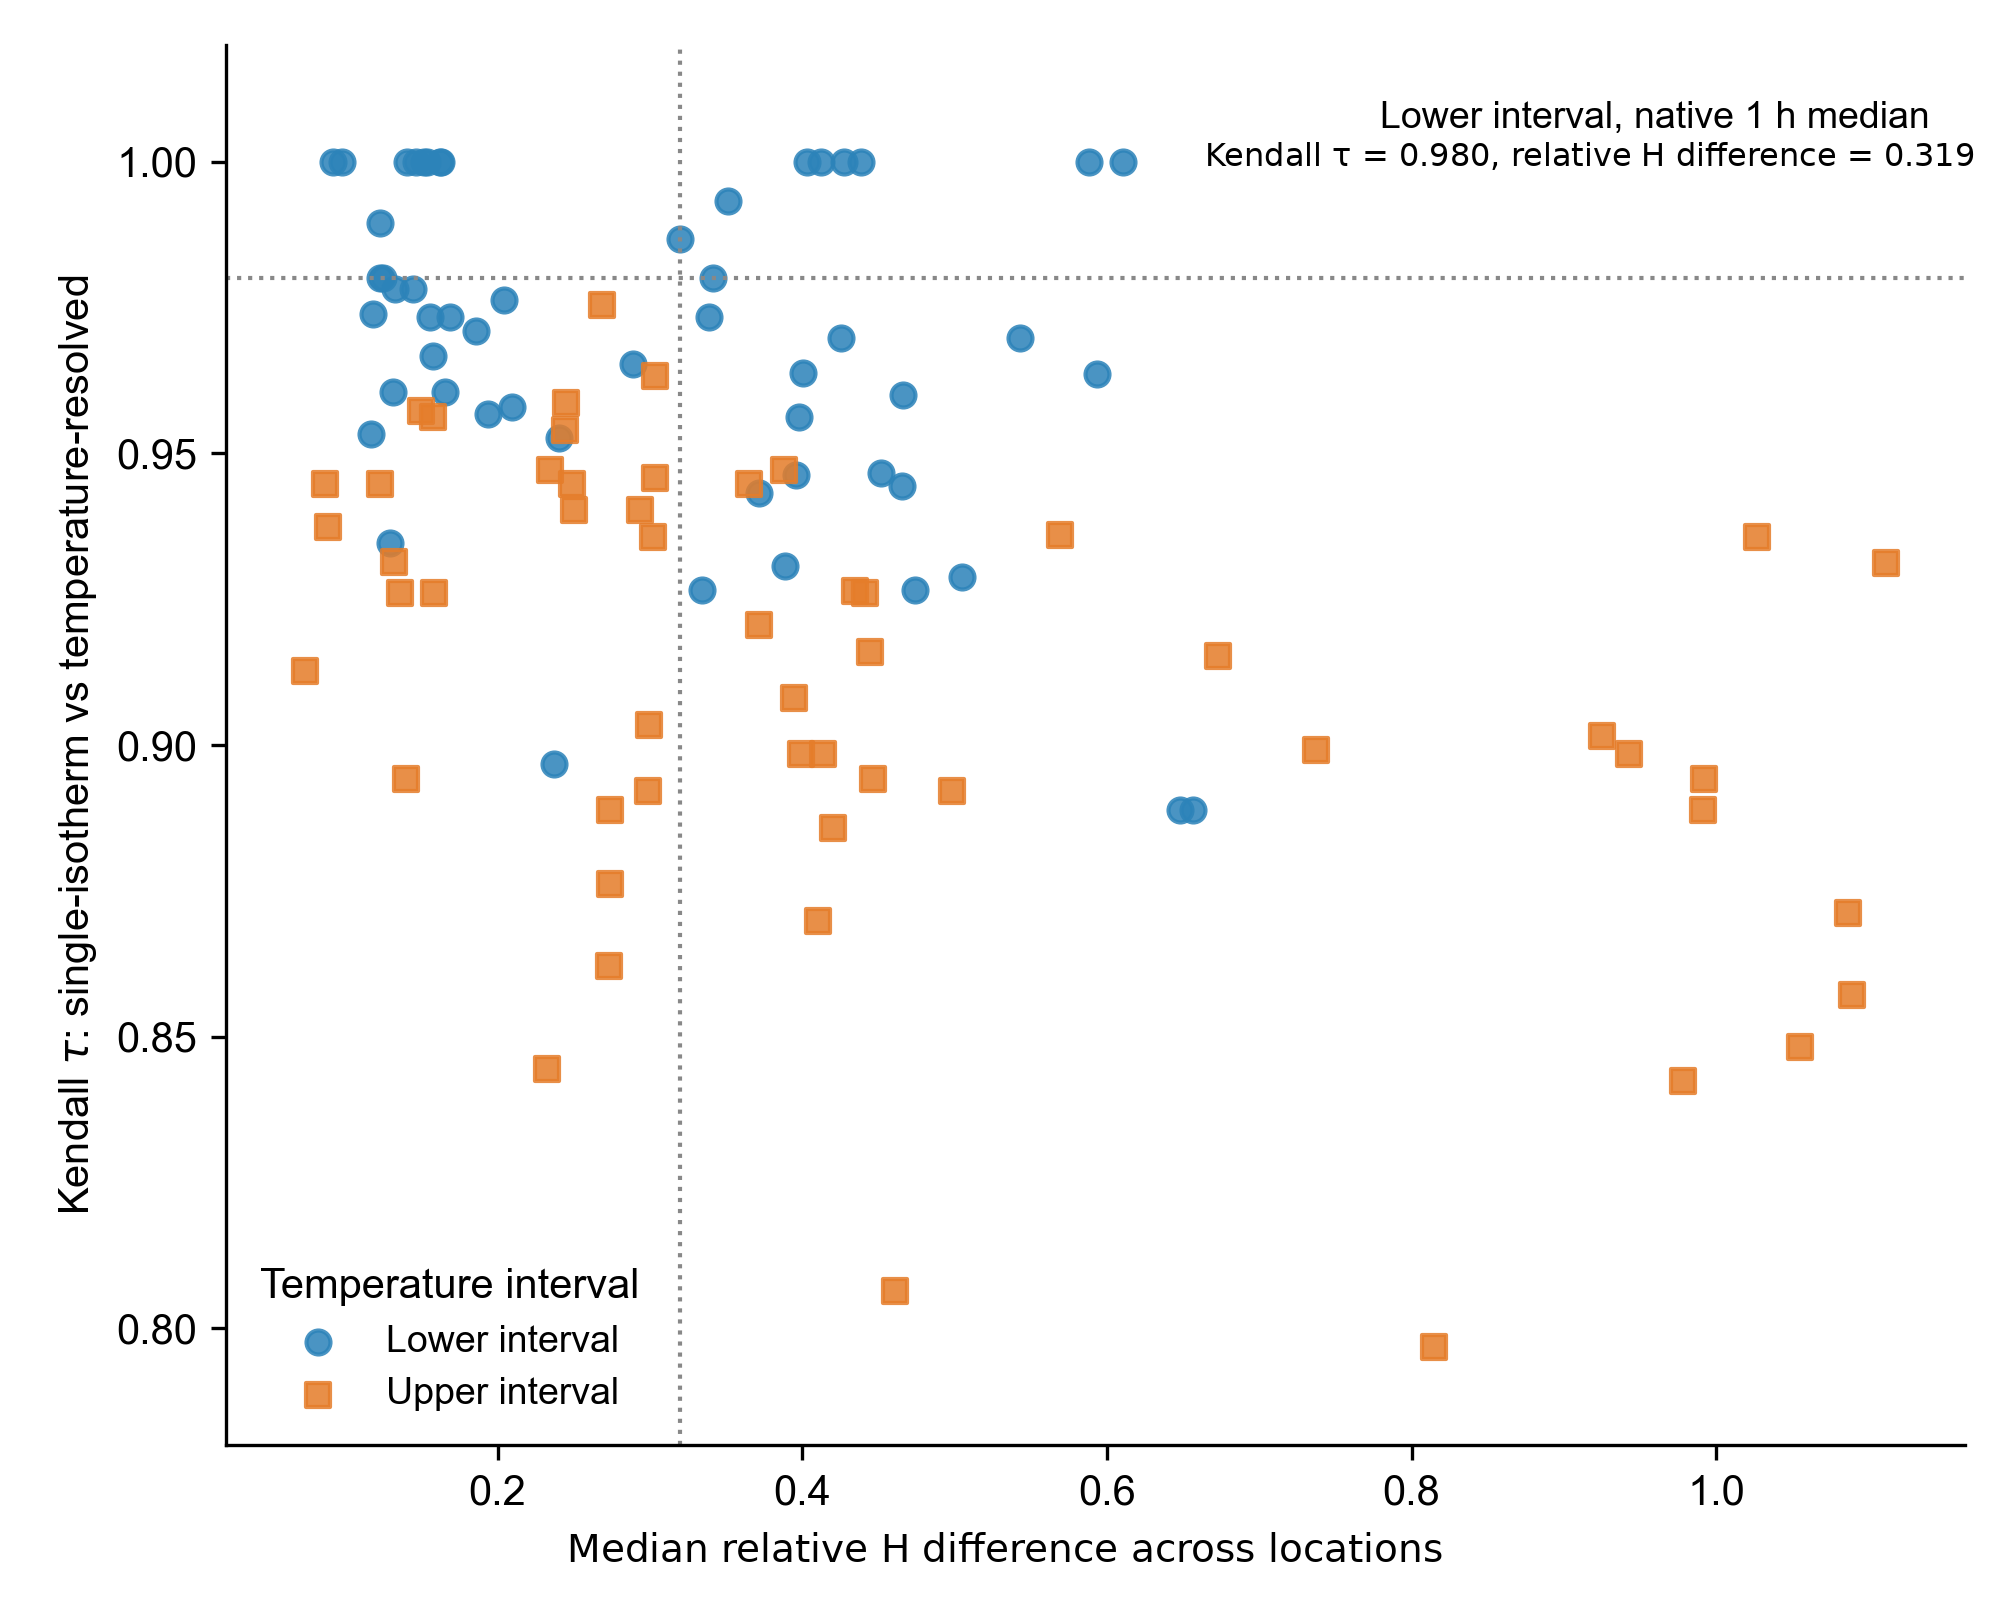 Lower interval, native 1 h median
Kendall τ = 0.980, relative H difference = 0.319
1.00
0.95
0.90
0.85
0.80
Kendall τ: single-isotherm vs temperature-resolved
Temperature interval
Lower interval
Upper interval
0.2 0.4 0.6 0.8 1.0
Median relative H difference across locations